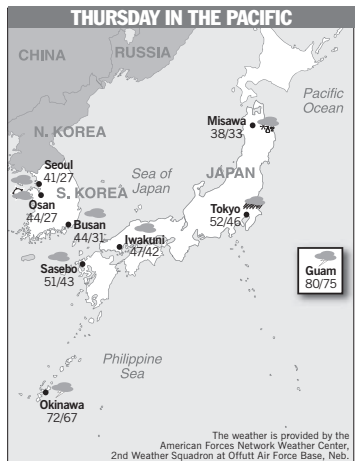 THURSDAY IN THE PACIFIC
CHINA
RUSSIA
Pacific
Ocean
Misawa
38/33
N. KOREA
Seoul
41/27
Sea of
Japan
JAPAN
S. KOREA
Osan
44/27
Tokyo
52/46
Busan
44/31
Iwakuni
47/42
Sasebo
51/43
Guam
80/75
Philippine
Sea
Okinawa
72/67
The weather is provided by the
American Forces Network Weather Center,
2nd Weather Squadron at Offutt Air Force Base, Neb.